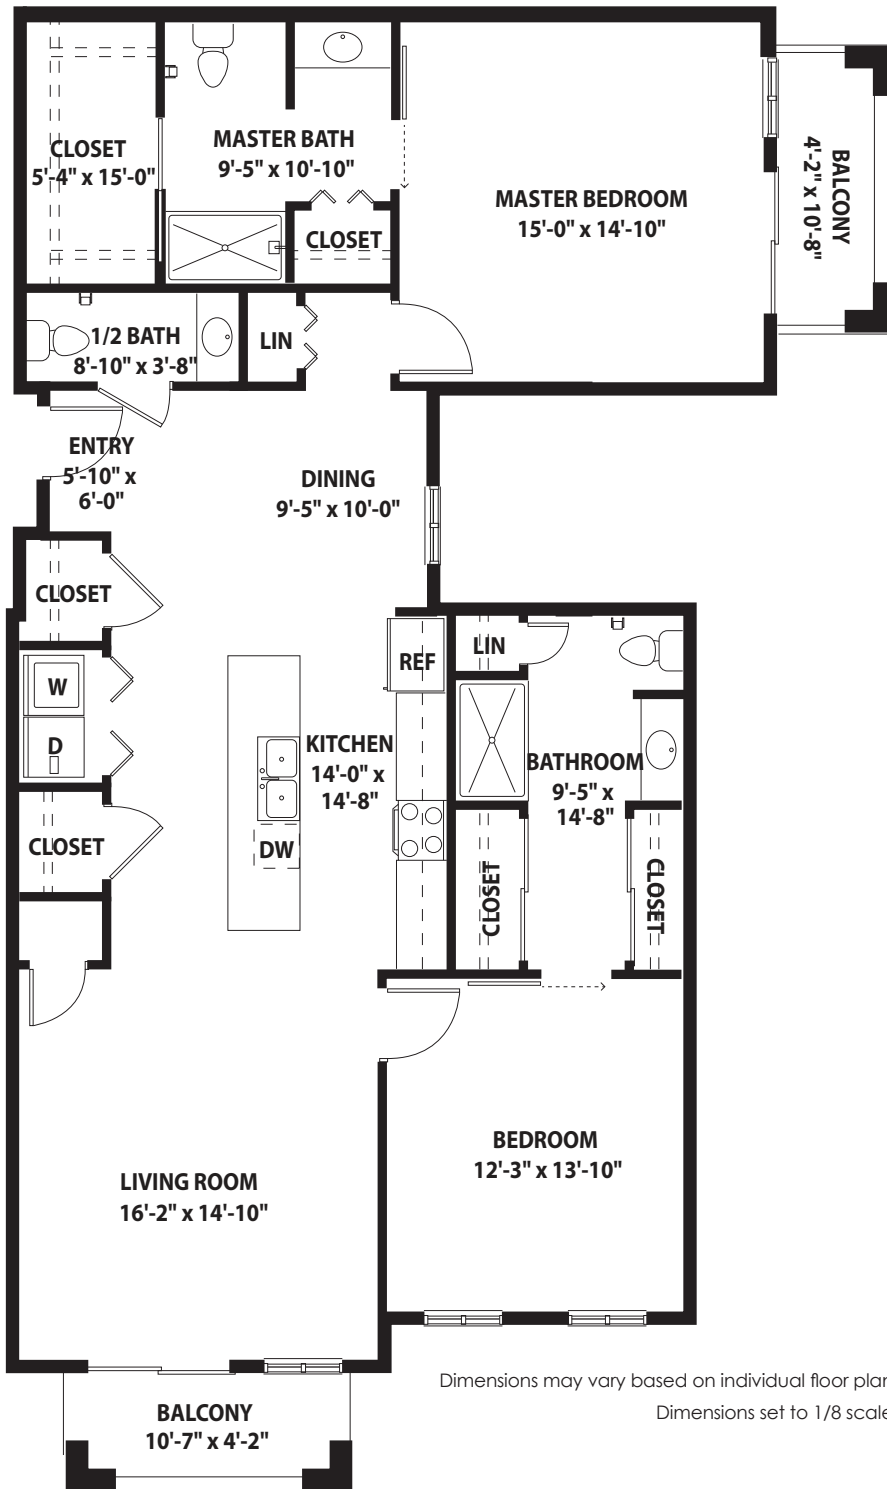 CLOSET
5'-4" x 15'-0"
MASTER BATH
9'-5" x 10'-10"
CLOSET
MASTER BEDROOM
15'-0" x 14'-10"
BALCONY
4'-2" x 10'-8"
1/2 BATH
8'-10" x 3'-8"
LIN
ENTRY
5'-10" x
6'-0"
DINING
9'-5" x 10'-0"
CLOSET
W
D
CLOSET
REF
KITCHEN
14'-0" x
14'-8"
DW
LIN
BATHROOM
9'-5" x
14'-8"
CLOSET
CLOSET
BEDROOM
12'-3" x 13'-10"
LIVING ROOM
16'-2" x 14'-10"
BALCONY
10'-7" x 4'-2"
Dimensions may vary based on individual floor plan
Dimensions set to 1/8 scale